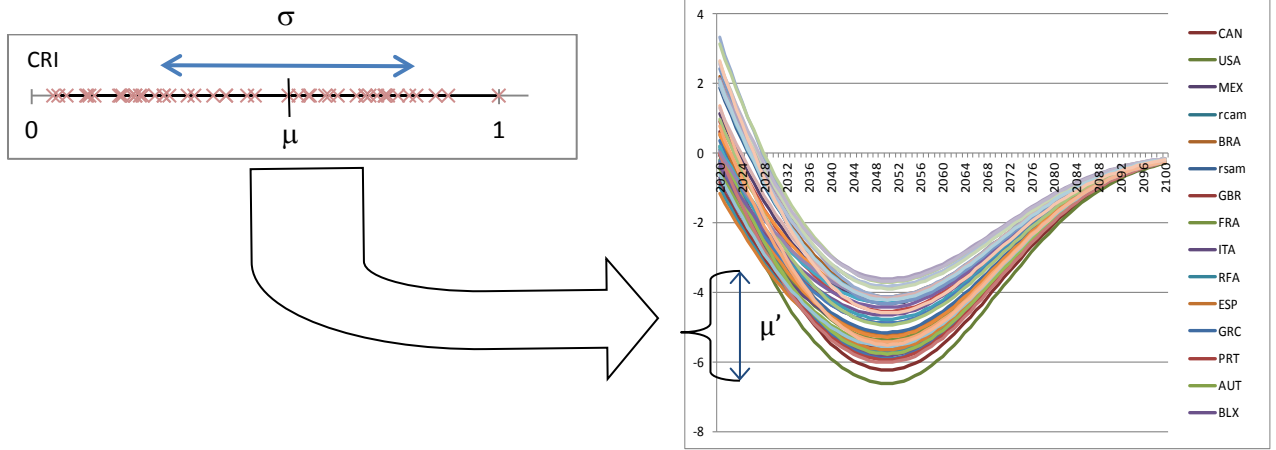 σ
CRI
0
μ
1
4
2
0
-2
-4
-6
-8
2020
2024
2028
2032
2036
2040
2044
2048
2052
2056
2060
2064
2068
2072
2076
2080
2084
2088
2092
2096
2100
μ’
CAN
USA
MEX
rcam
BRA
rsam
GBR
FRA
ITA
RFA
ESP
GRC
PRT
AUT
BLX